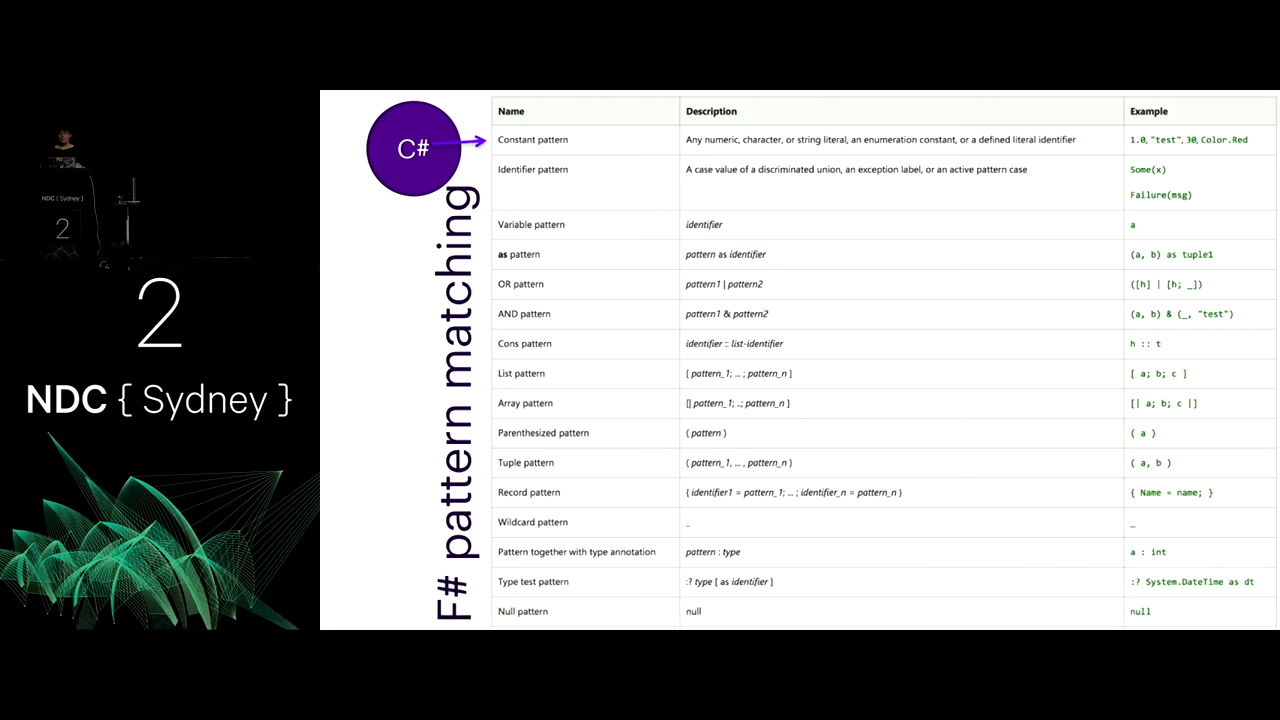 NDC { Sydney }
2
2
NDC { Sydney }
C#
F# pattern matching
Name Description Example
Constant pattern Any numeric, character, or string literal, an enumeration constant, or a defined literal identifier 1.0, "test", 30, Color.Red
Identifier pattern A case value of a discriminated union, an exception label, or an active pattern case Some(x)
Failure(msg)
Variable pattern identifier a
as pattern pattern as identifier (a, b) as tuple1
OR pattern pattern1 | pattern2 ([h] | [h; _])
AND pattern pattern1 & pattern2 (a, b) & (_, "test")
Cons pattern identifier :: list-identifier h :: t
List pattern [ pattern_1; ... ; pattern_n ] [ a; b; c ]
Array pattern [| pattern_1; ..; pattern_n ] [| a; b; c |]
Parenthesized pattern ( pattern ) ( a )
Tuple pattern ( pattern_1, ... , pattern_n ) ( a, b )
Record pattern { identifier1 = pattern_1; ... ; identifier_n = pattern_n } { Name = name; }
Wildcard pattern _ _
Pattern together with type annotation pattern : type a : int
Type test pattern :? type [ as identifier ] :? System.DateTime as dt
Null pattern null null